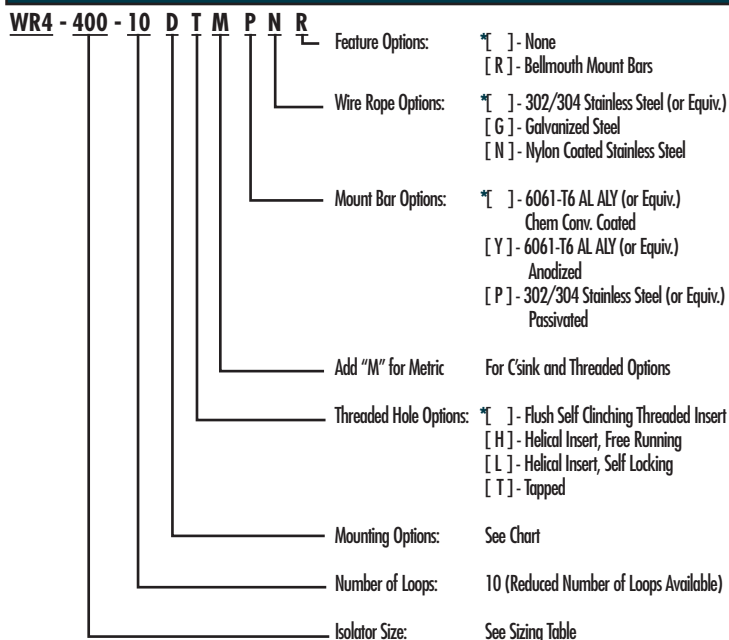 WR4 - 400 - 10 D T M P N R
Feature Options: *[ ] - None
[ R ] - Bellmouth Mount Bars
Wire Rope Options: *[ ] - 302/304 Stainless Steel (or Equiv.)
[ G ] - Galvanized Steel
[ N ] - Nylon Coated Stainless Steel
Mount Bar Options: *[ ] - 6061-T6 AL ALY (or Equiv.)
Chem Conv. Coated
[ Y ] - 6061-T6 AL ALY (or Equiv.)
Anodized
[ P ] - 302/304 Stainless Steel (or Equiv.)
Passivated
Add "M" for Metric For C'sink and Threaded Options
Threaded Hole Options: *[ ] - Flush Self Clinching Threaded Insert
[ H ] - Helical Insert, Free Running
[ L ] - Helical Insert, Self Locking
[ T ] - Tapped
Mounting Options: See Chart
Number of Loops: 10 (Reduced Number of Loops Available)
Isolator Size: See Sizing Table